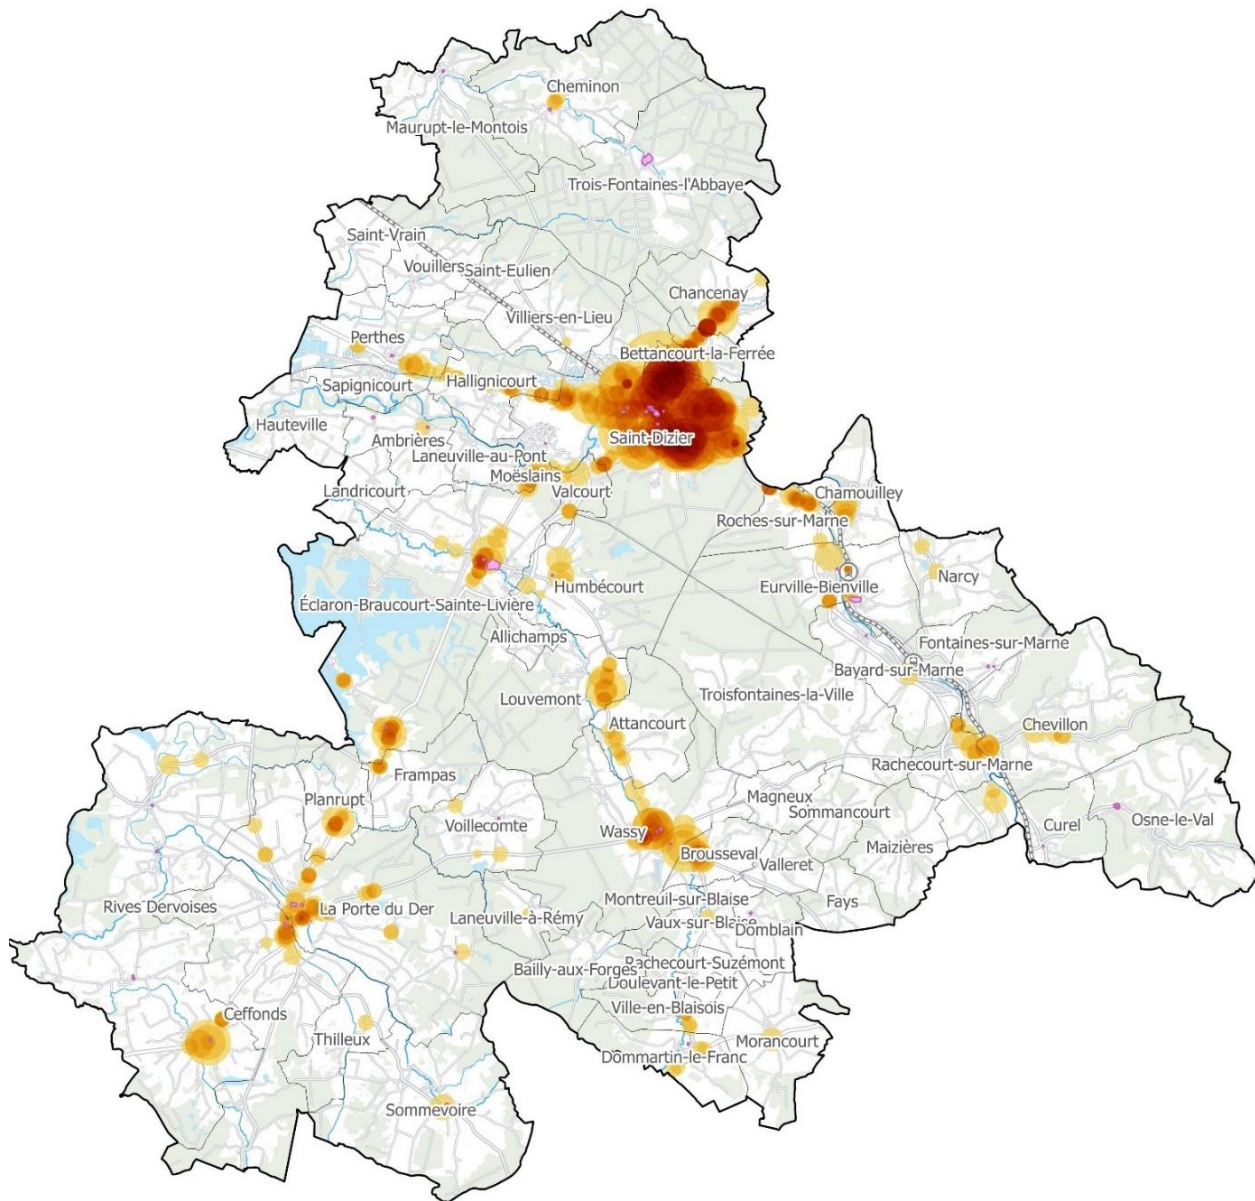 Cheminon
Maurupt-le-Montois
Trois-Fontaines-l'Abbaye
Saint-Vrain
Vouillers
Saint-Eulien
Chancenay
Villiers-en-Lieu
Perthes
Bettancourt-la-Ferrée
Sapignicourt
Hallignicourt
Hauteville
Ambrières
Saint-Dizier
Laneuville-au-Pont
Moëslains
Landricourt
Valcourt
Chamouilley
Roches-sur-Marne
Narcy
Humbécourt
Eurville-Bienville
Éclaron-Braucourt-Sainte-Livière
Allichamps
Fontaines-sur-Marne
Bayard-sur-Marne
Louvemont
Troisfontaines-la-Ville
Attancourt
Chevillon
Rachecourt-sur-Marne
Frampas
Planrupt
Magneux
Sommancourt
Voillecomte
Wassy
Osne-le-Val
Curel
Brousseval
Valleret
Maizières
Montreuil-sur-Blaise
Fays
Rives Dervoises
La Porte du Der
Laneuville-à-Rémy
Vaux-sur-Blaise
Domblain
Bailly-aux-Forges
Rachecourt-Suzémont
Doulevant-le-Petit
Ville-en-Blaisois
Ceffonds
Thilleux
Morancourt
Dommartin-le-Franc
Sommevoire